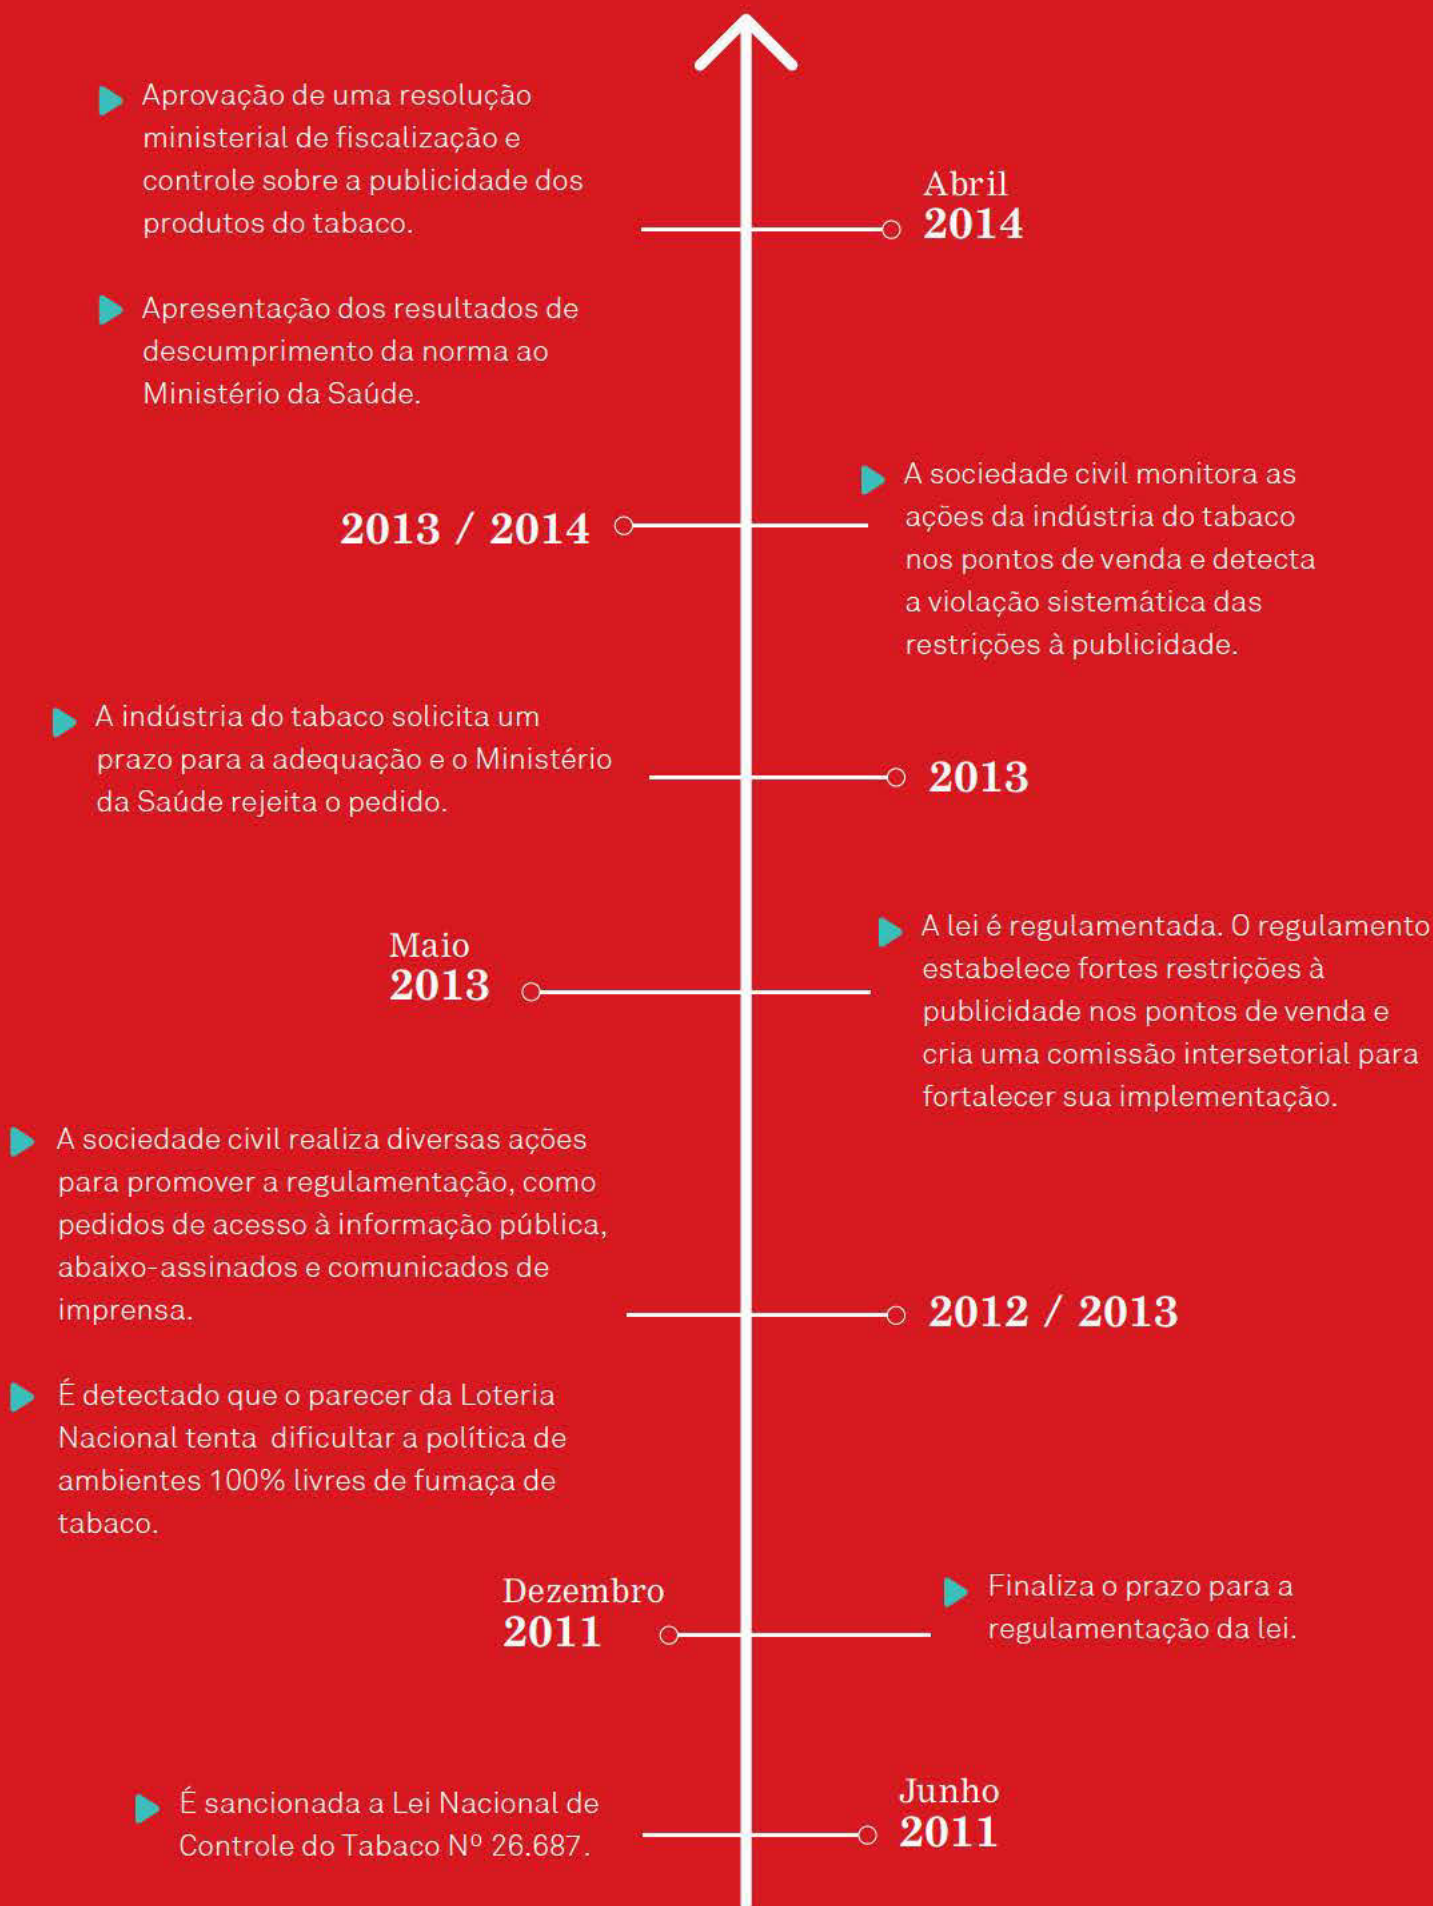 Aprovação de uma resolução
ministerial de fiscalização e
controle sobre a publicidade dos
produtos do tabaco.
Abril
2014
Apresentação dos resultados de
descumprimento da norma ao
Ministério da Saúde.
2013 / 2014
A sociedade civil monitora as
ações da indústria do tabaco
nos pontos de venda e detecta
a violação sistemática das
restrições à publicidade.
A indústria do tabaco solicita um
prazo para a adequação e o Ministério
da Saúde rejeita o pedido.
2013
Maio
2013
A lei é regulamentada. O regulamento
estabelece fortes restrições à
publicidade nos pontos de venda e
cria uma comissão intersetorial para
fortalecer sua implementação.
A sociedade civil realiza diversas ações
para promover a regulamentação, como
pedidos de acesso à informação pública,
abaixo-assinados e comunicados de
imprensa.
2012 / 2013
É detectado que o parecer da Loteria
Nacional tenta dificultar a política de
ambientes 100% livres de fumaça de
tabaco.
Dezembro
2011
Finaliza o prazo para a
regulamentação da lei.
É sancionada a Lei Nacional de
Controle do Tabaco Nº 26.687.
Junho
2011